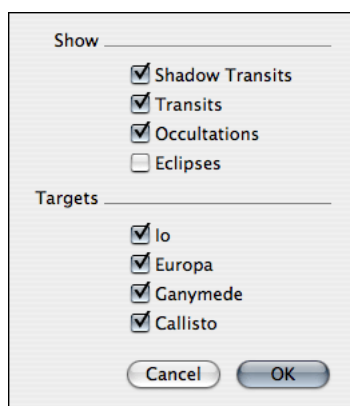 Show
Shadow Transits
Transits
Occultations
Eclipses
Targets
Io
Europa
Ganymede
Callisto
Cancel OK